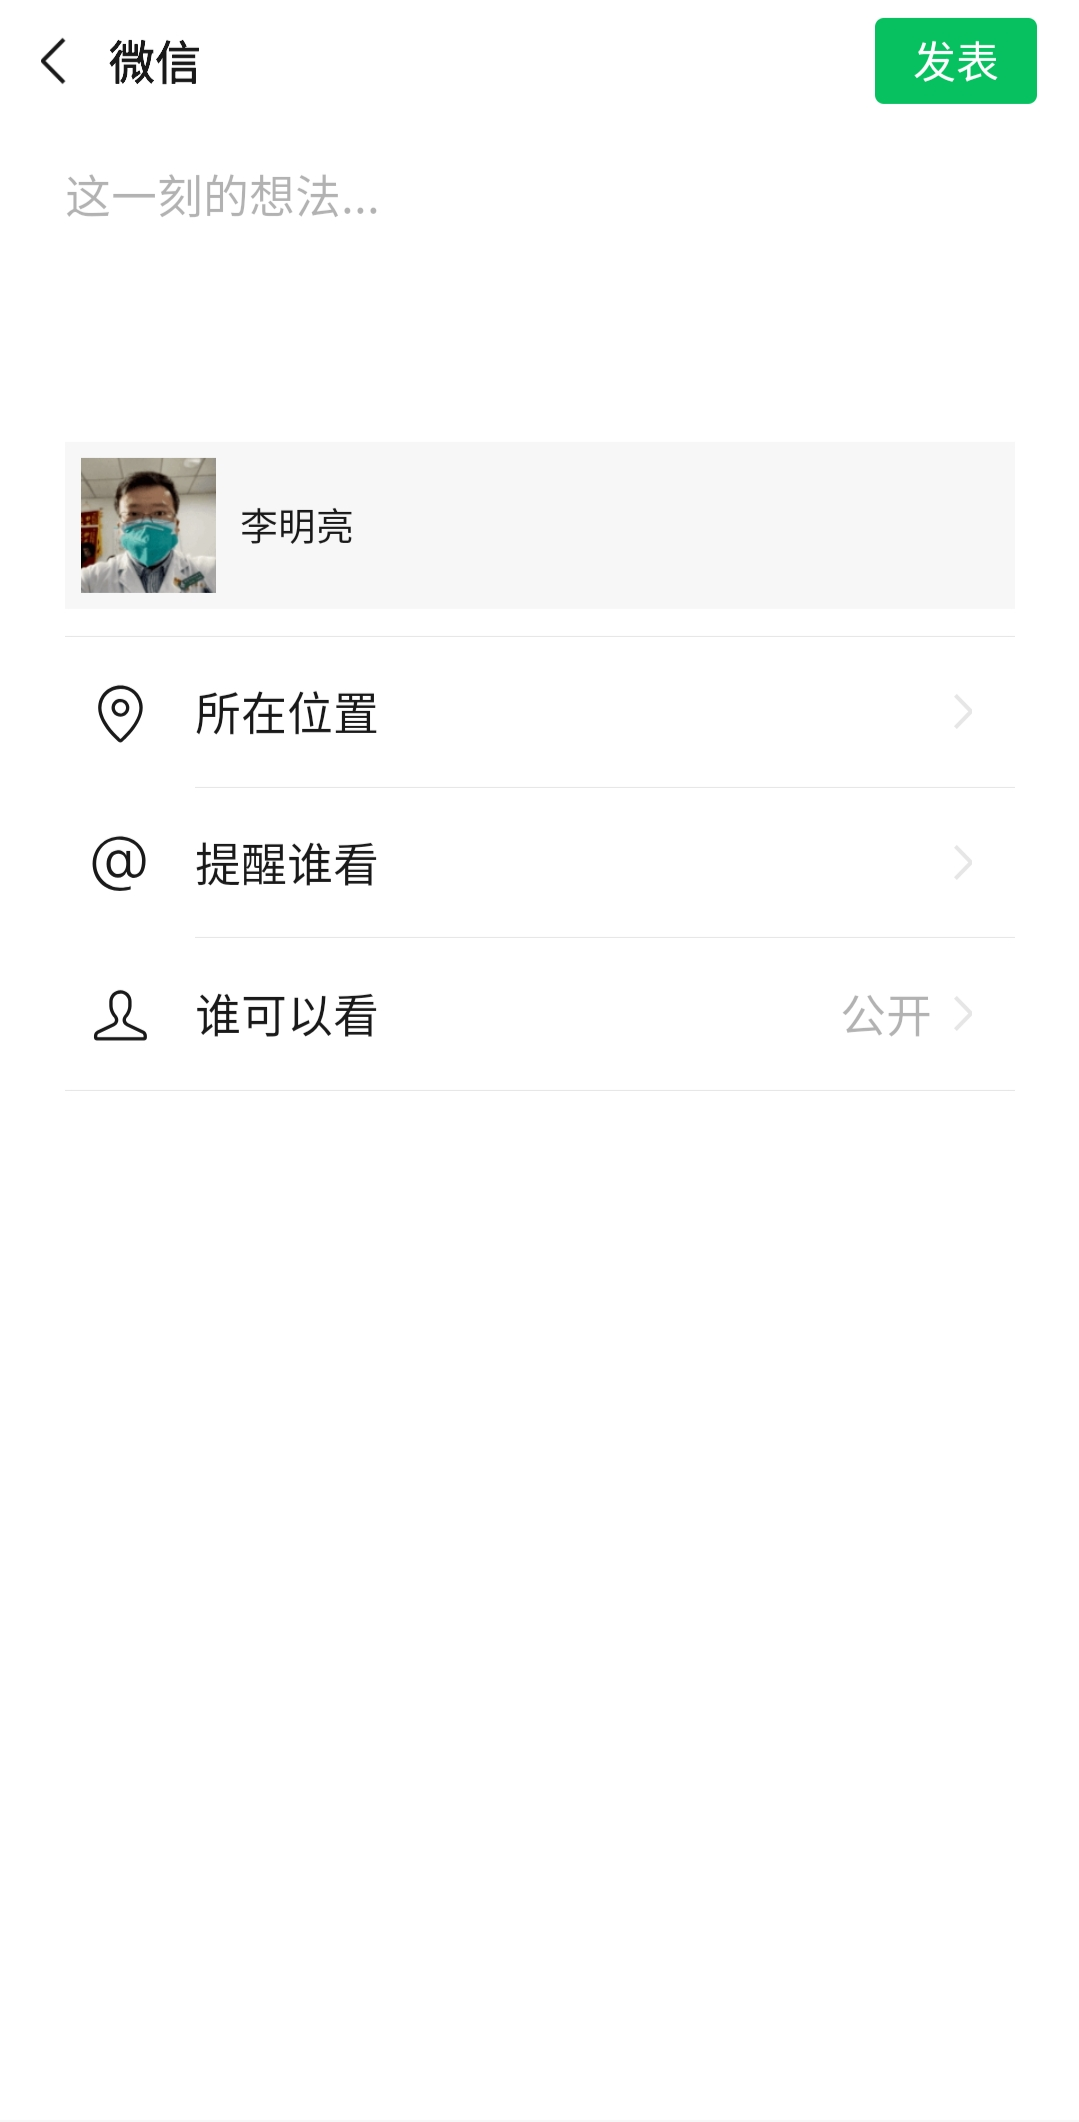 微信
发表
这一刻的想法...
李明亮
所在位置
@ 提醒谁看
谁可以看 公开